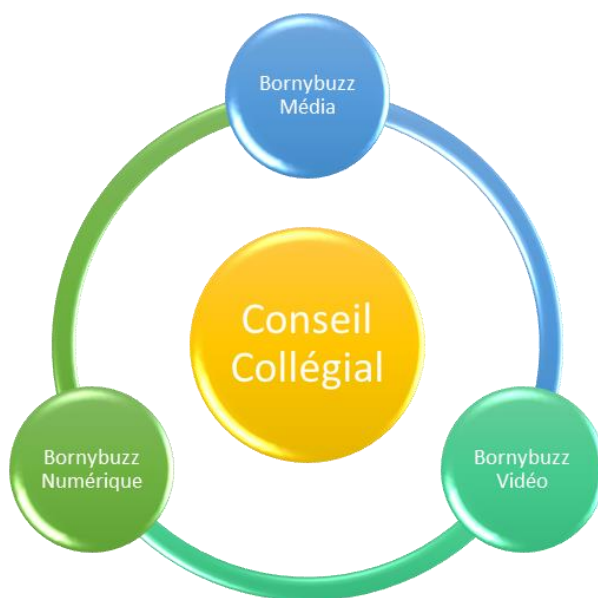 Bornybuzz
Média
Conseil
Collégial
Bornybuzz
Numérique
Bornybuzz
Vidéo